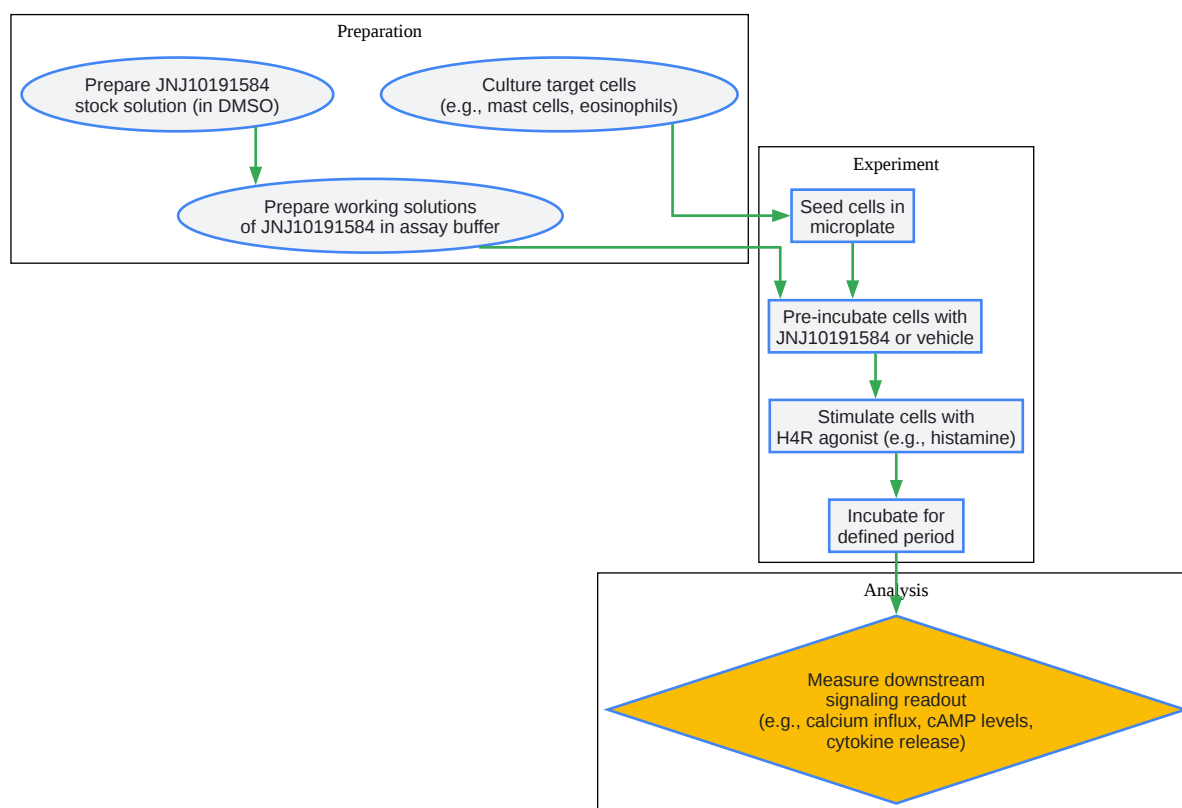 Preparation
Prepare JNJ10191584
stock solution (in DMSO)
Culture target cells
(e.g., mast cells, eosinophils)
Prepare working solutions
of JNJ10191584 in assay buffer
Experiment
Seed cells in
microplate
Pre-incubate cells with
JNJ10191584 or vehicle
Stimulate cells with
H4R agonist (e.g., histamine)
Incubate for
defined period
Analysis
Measure downstream
signaling readout
(e.g., calcium influx, cAMP levels,
cytokine release)